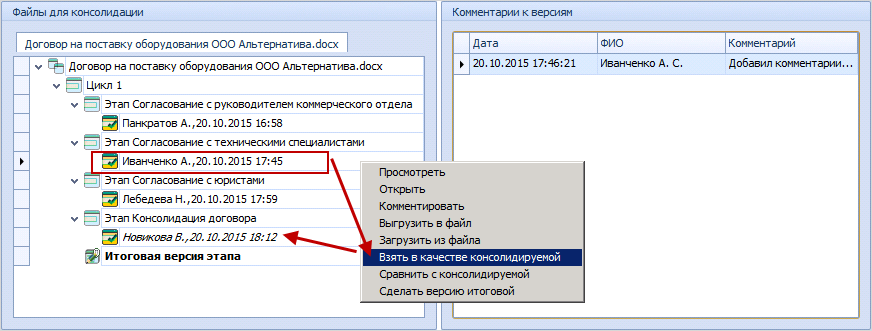 Файлы для консолидации
Договор на поставку оборудования ООО Альтернатива.docx
Договор на поставку оборудования ООО Альтернатива.docx
Цикл 1
Этап Согласование с руководителем коммерческого отдела
Панкратов А.,20.10.2015 16:58
Этап Согласование с техническими специалистами
Иванченко А.,20.10.2015 17:45
Этап Согласование с юристами
Лебедева Н.,20.10.2015 17:59
Этап Консолидация договора
Новикова В.,20.10.2015 18:12
Итоговая версия этапа
Просмотреть
Открыть
Комментировать
Выгрузить в файл
Загрузить из файла
Взять в качестве консолидируемой
Сравнить с консолидируемой
Сделать версию итоговой
Комментарии к версиям
Дата ФИО Комментарий
20.10.2015 17:46:21 Иванченко А. С. Добавил комментарии...